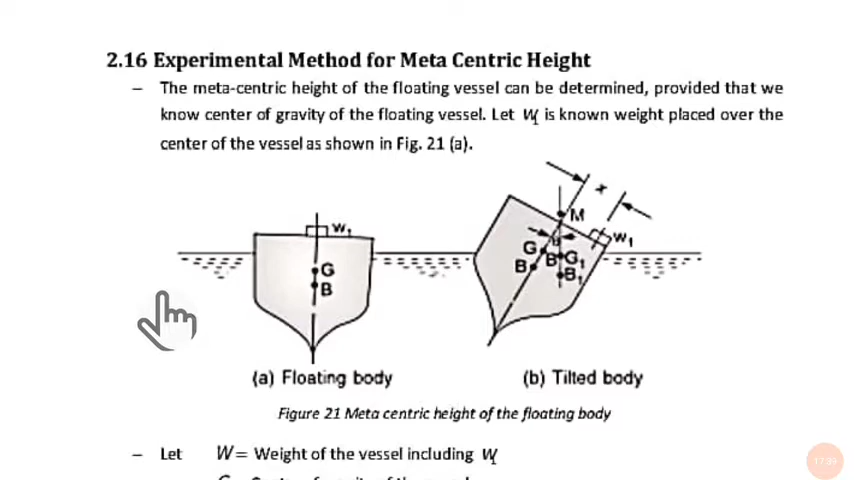 2.16 Experimental Method for Meta Centric Height
– The meta-centric height of the floating vessel can be determined, provided that we
know center of gravity of the floating vessel. Let W₁ is known weight placed over the
center of the vessel as shown in Fig. 21 (a).
x
M
W₁
W₁
G
θ
G
B
G₁
B
B
B₁
(a) Floating body
(b) Tilted body
Figure 21 Meta centric height of the floating body
– Let W = Weight of the vessel including W₁